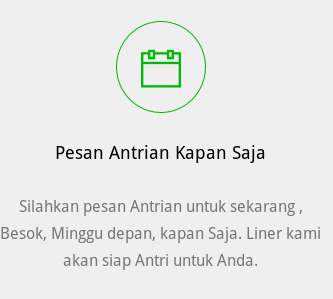 Pesan Antrian Kapan Saja
Silahkan pesan Antrian untuk sekarang ,
Besok, Minggu depan, kapan Saja. Liner kami
akan siap Antri untuk Anda.